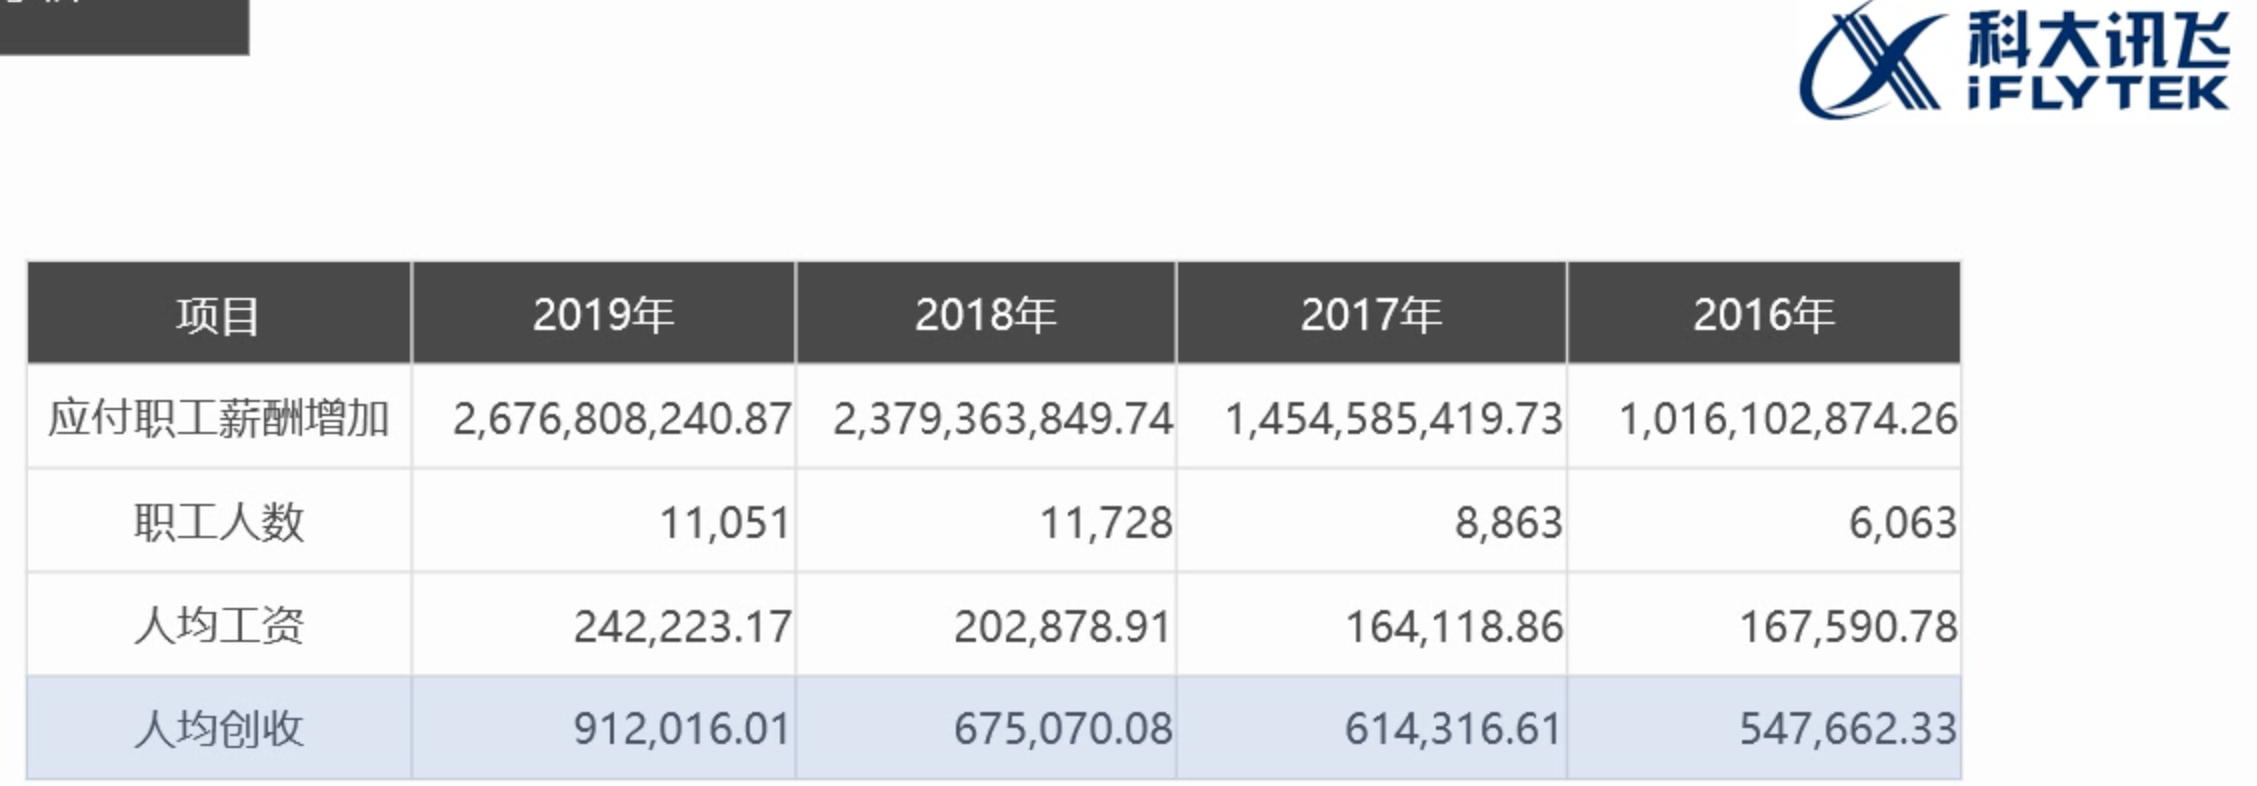 科大讯飞
iFLYTEK
项目 2019年 2018年 2017年 2016年
应付职工薪酬增加 2,676,808,240.87 2,379,363,849.74 1,454,585,419.73 1,016,102,874.26
职工人数 11,051 11,728 8,863 6,063
人均工资 242,223.17 202,878.91 164,118.86 167,590.78
人均创收 912,016.01 675,070.08 614,316.61 547,662.33